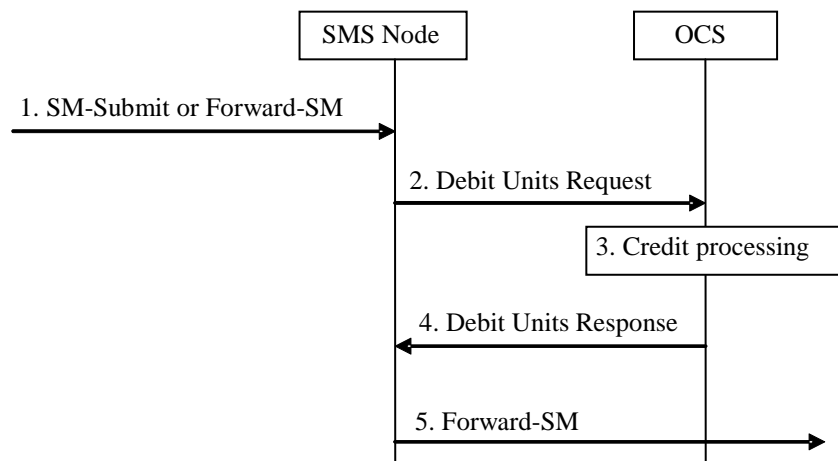 SMS Node
OCS
1. SM-Submit or Forward-SM
2. Debit Units Request
3. Credit processing
4. Debit Units Response
5. Forward-SM